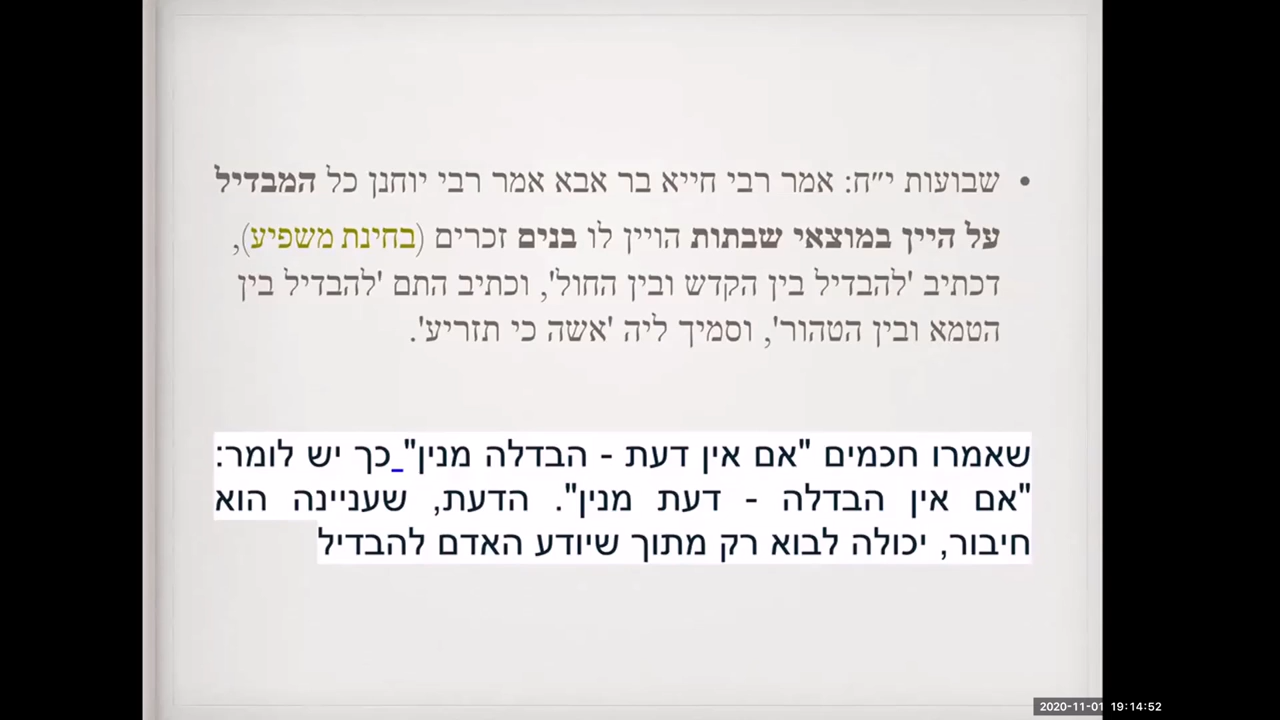 • שבועות י״ח: אמר רבי חייא בר אבא אמר רבי יוחנן כל המבדיל
על היין במוצאי שבתות הויין לו בנים זכרים (בחינת משפיע),
דכתיב 'להבדיל בין הקדש ובין החול', וכתיב התם 'להבדיל בין
הטמא ובין הטהור', וסמיך ליה 'אשה כי תזריע'.
שאמרו חכמים "אם אין דעת - הבדלה מנין" כך יש לומר:
"אם אין הבדלה - דעת מנין". הדעת, שעניינה הוא
חיבור, יכולה לבוא רק מתוך שיודע האדם להבדיל
2020-11-01 19:14:52